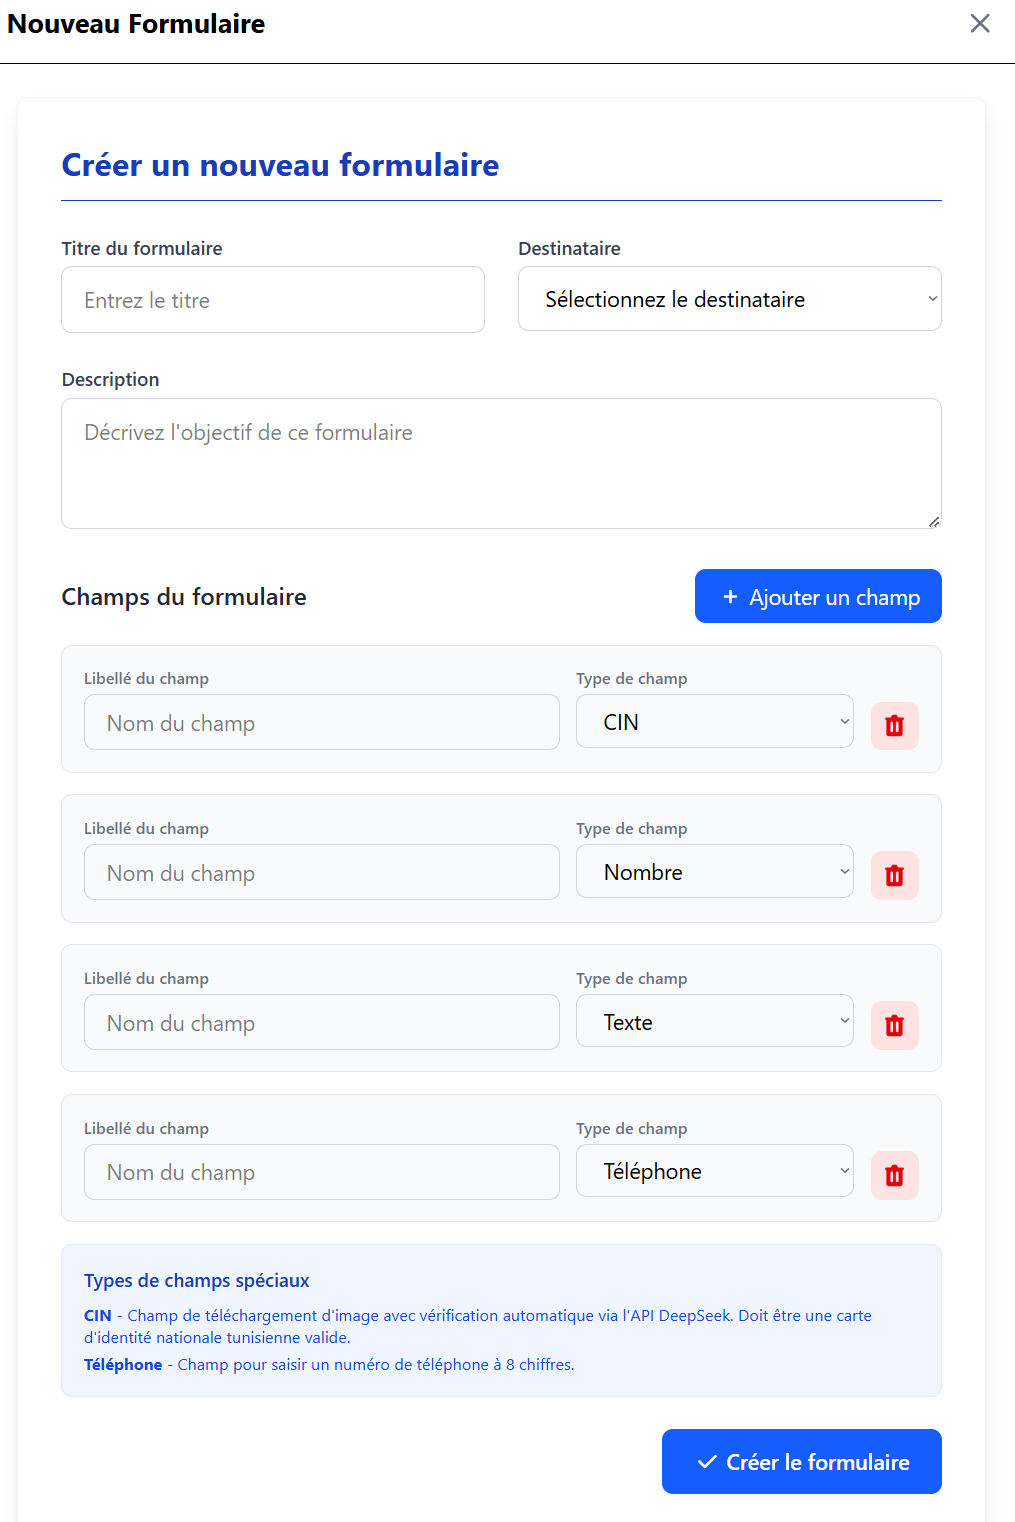 Nouveau Formulaire
Créer un nouveau formulaire
Titre du formulaire
Destinataire
Entrez le titre
Sélectionnez le destinataire
Description
Décrivez l'objectif de ce formulaire
Champs du formulaire
+ Ajouter un champ
Libellé du champ
Type de champ
Nom du champ
CIN
Libellé du champ
Type de champ
Nom du champ
Nombre
Libellé du champ
Type de champ
Nom du champ
Texte
Libellé du champ
Type de champ
Nom du champ
Téléphone
Types de champs spéciaux
CIN - Champ de téléchargement d'image avec vérification automatique via l'API DeepSeek. Doit être une carte
d'identité nationale tunisienne valide.
Téléphone - Champ pour saisir un numéro de téléphone à 8 chiffres.
Créer le formulaire